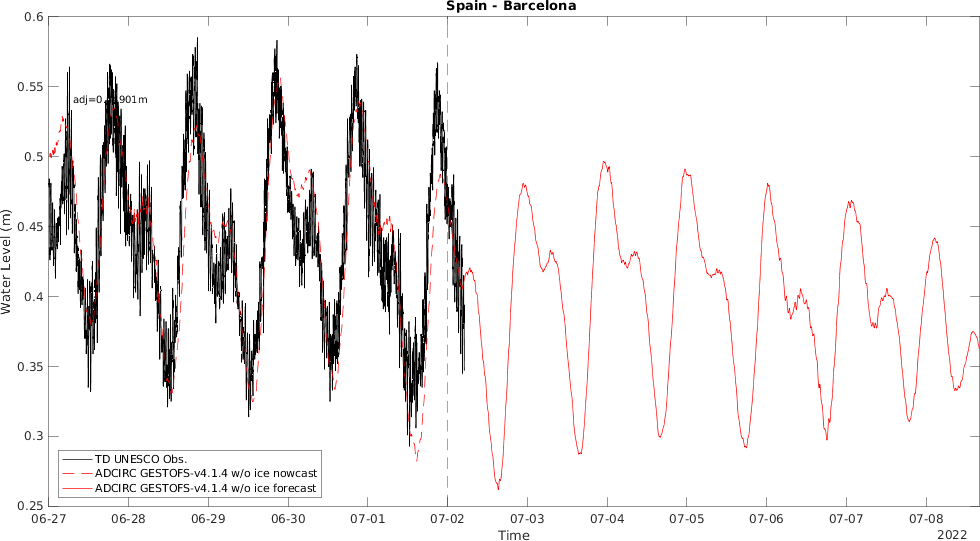 Spain - Barcelona
Water Level (m)
0.6
0.55
0.5
0.45
0.4
0.35
0.3
0.25
TD UNESCO Obs.
ADCIRC GESTOFS-v4.1.4 w/o ice nowcast
ADCIRC GESTOFS-v4.1.4 w/o ice forecast
06-27 06-28 06-29 06-30 07-01 07-02 07-03 07-04 07-05 07-06 07-07 07-08
Time
2022